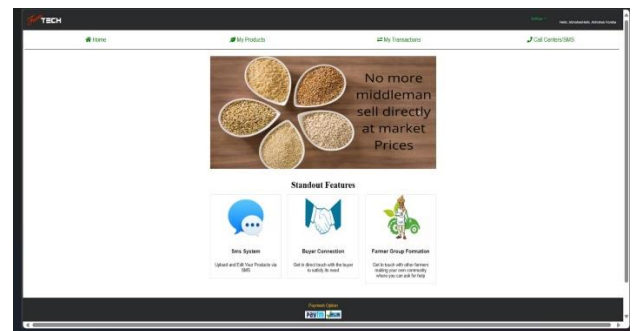 TECH
Home
My Products
My Transactions
Call Centers/SMS
No more
middleman
sell directly
at market
Prices
Standout Features
Sms System
Upload and Edit Your Products via
SMS
Buyer Connection
Get in direct touch with the buyer
to satisfy its need
Farmer Group Formation
Get in touch with other farmers
making your own community
where you can ask for help
Payment Option
Paytm